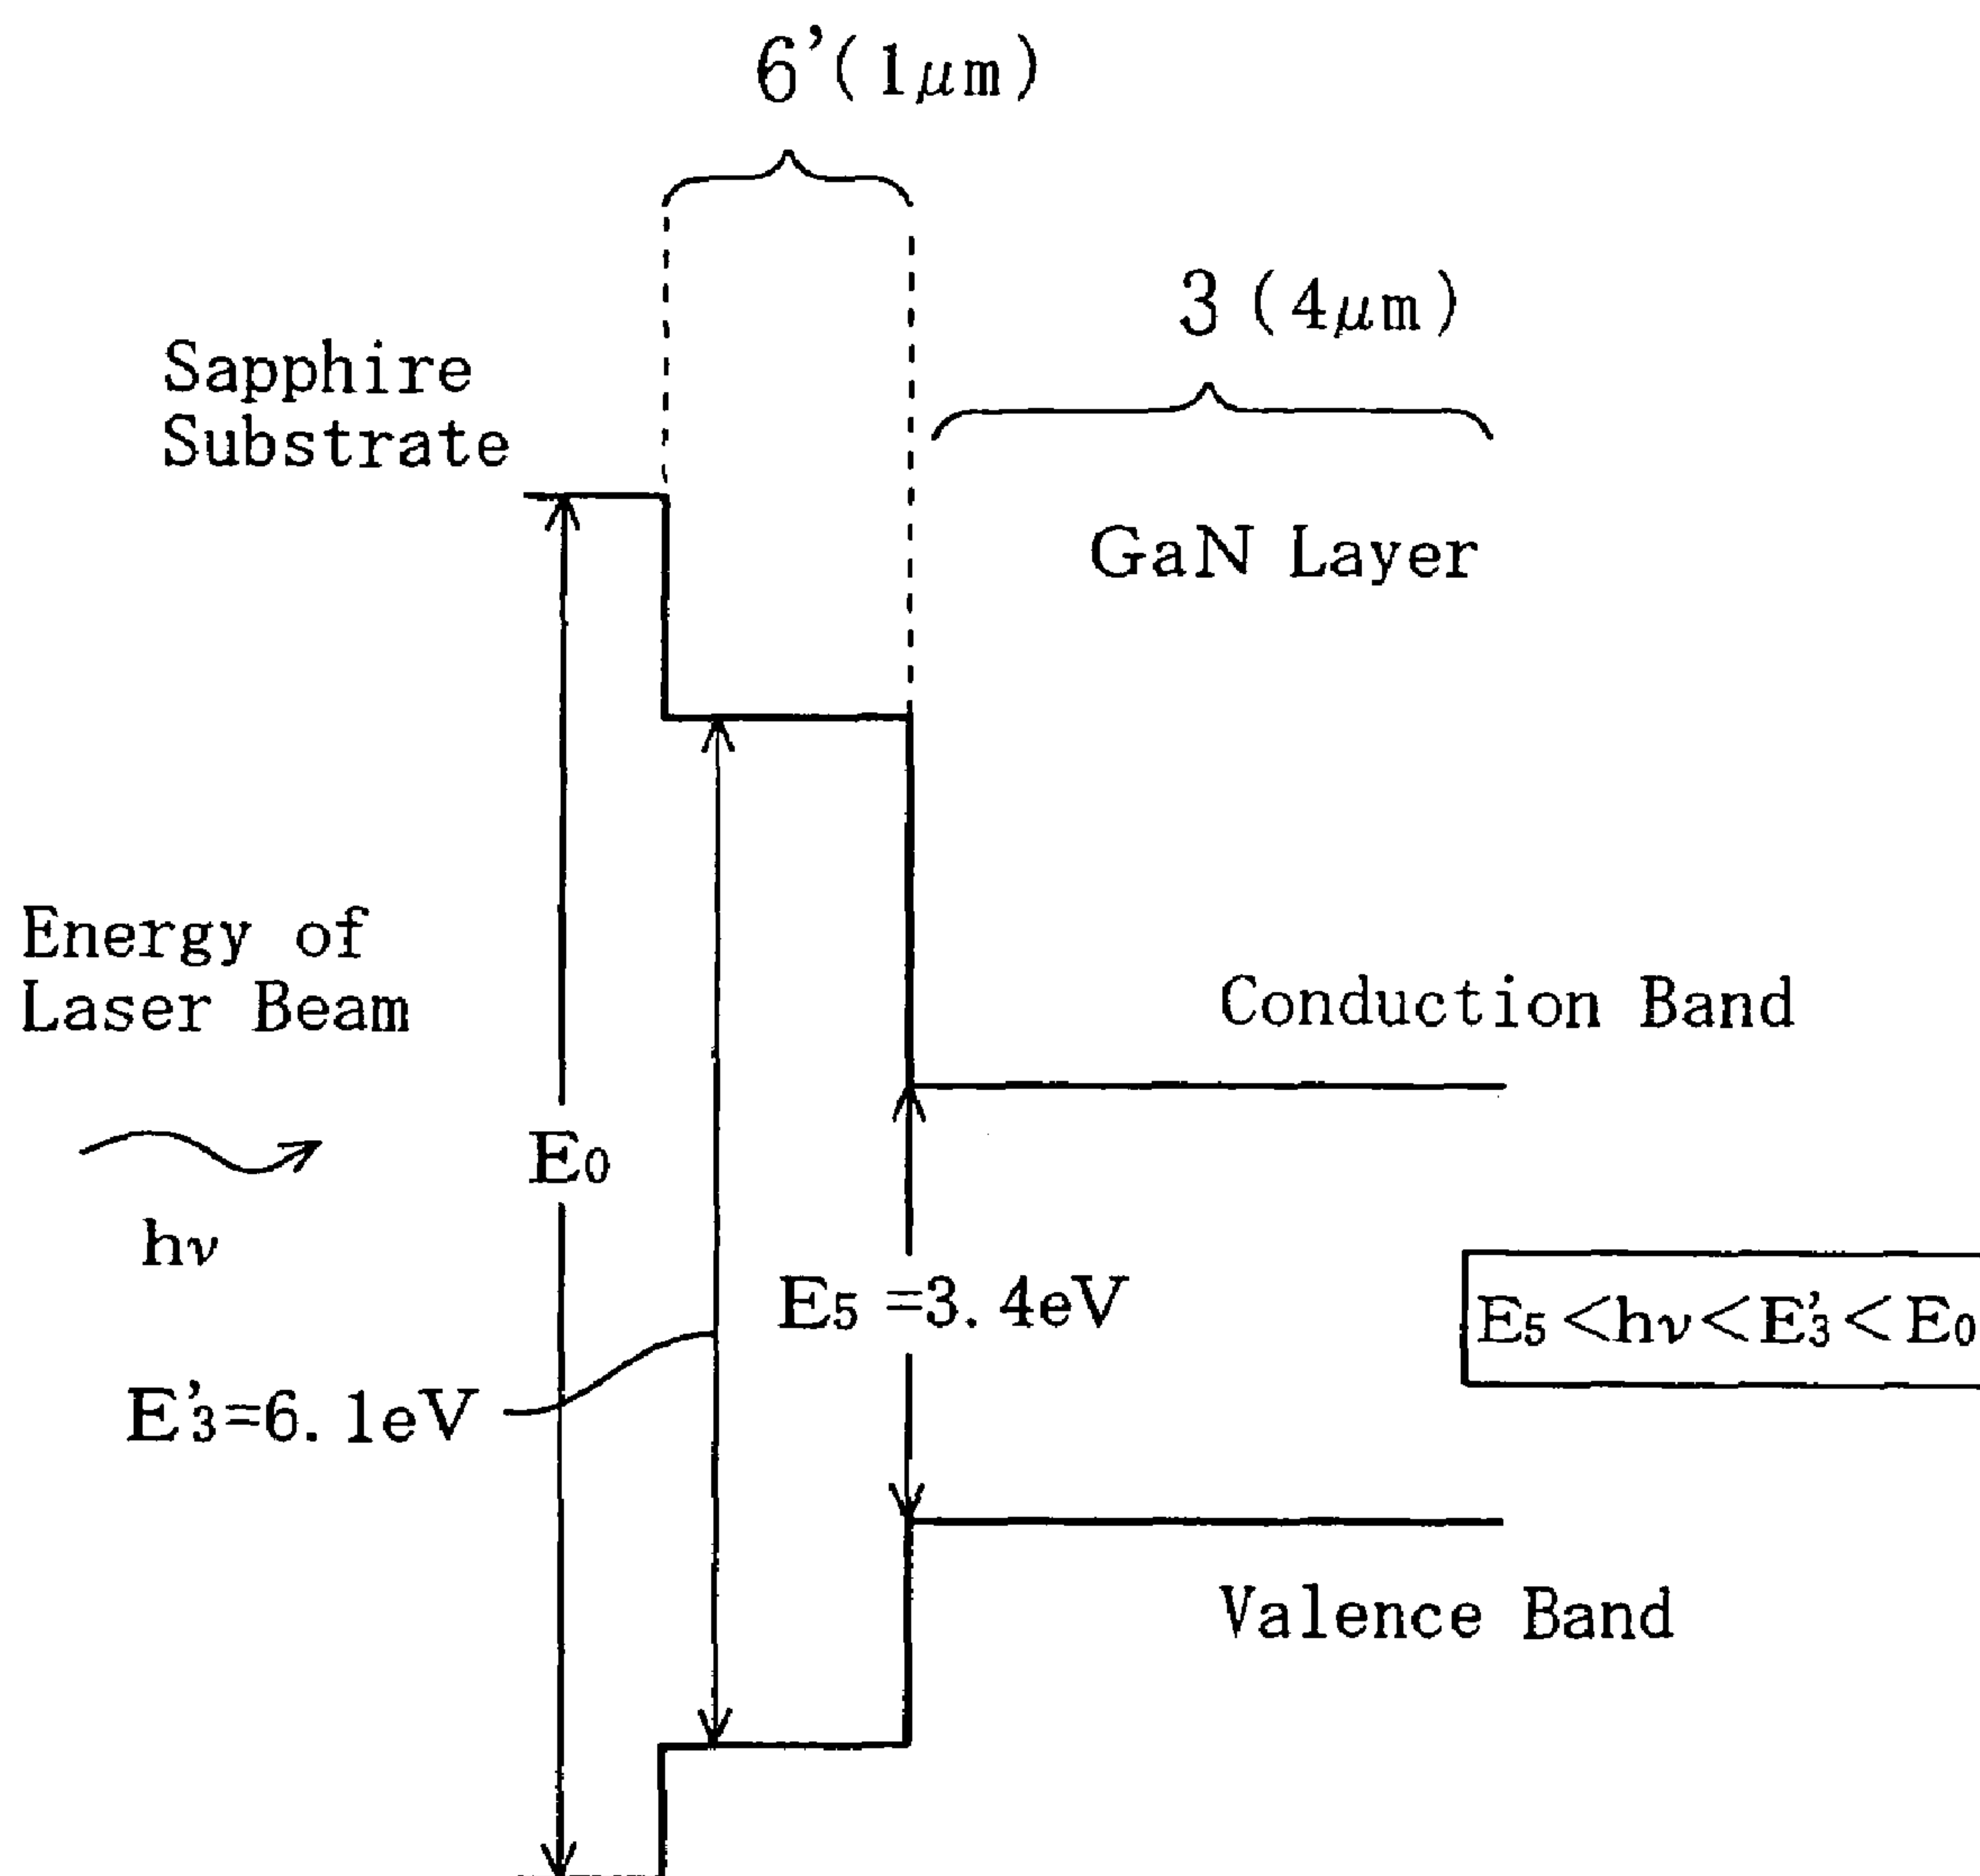 6'(1μm)
3 (4μm)
Sapphire
Substrate
GaN Layer
Energy of
Laser Beam
Conduction Band
E0
hν
E5 =3.4eV
E5 <hν<E'3<E0
E'3=6.1eV
Valence Band